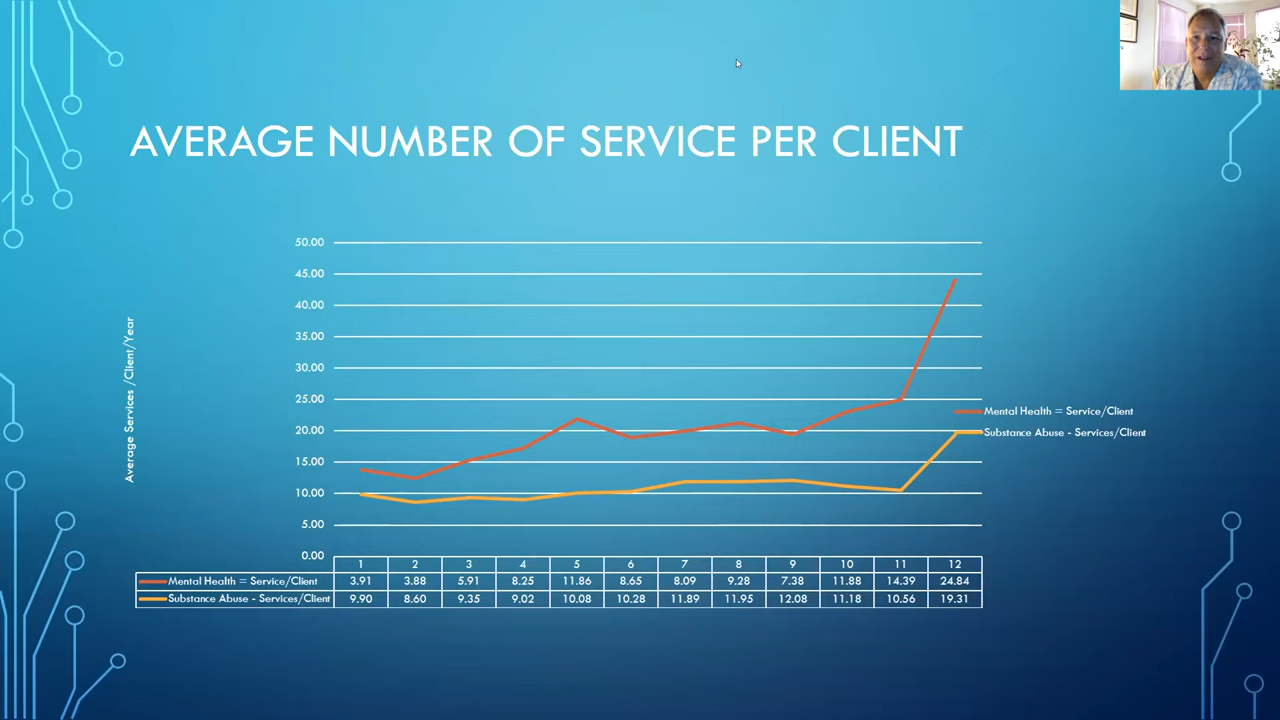 AVERAGE NUMBER OF SERVICE PER CLIENT
50.00
45.00
40.00
35.00
30.00
25.00
20.00
15.00
10.00
5.00
0.00
Average Services /Client/Year
Mental Health = Service/Client
Substance Abuse - Services/Client
1 2 3 4 5 6 7 8 9 10 11 12
Mental Health = Service/Client 3.91 3.88 5.91 8.25 11.86 8.65 8.09 9.28 7.38 11.88 14.39 24.84
Substance Abuse - Services/Client 9.90 8.60 9.35 9.02 10.08 10.28 11.89 11.95 12.08 11.18 10.56 19.31